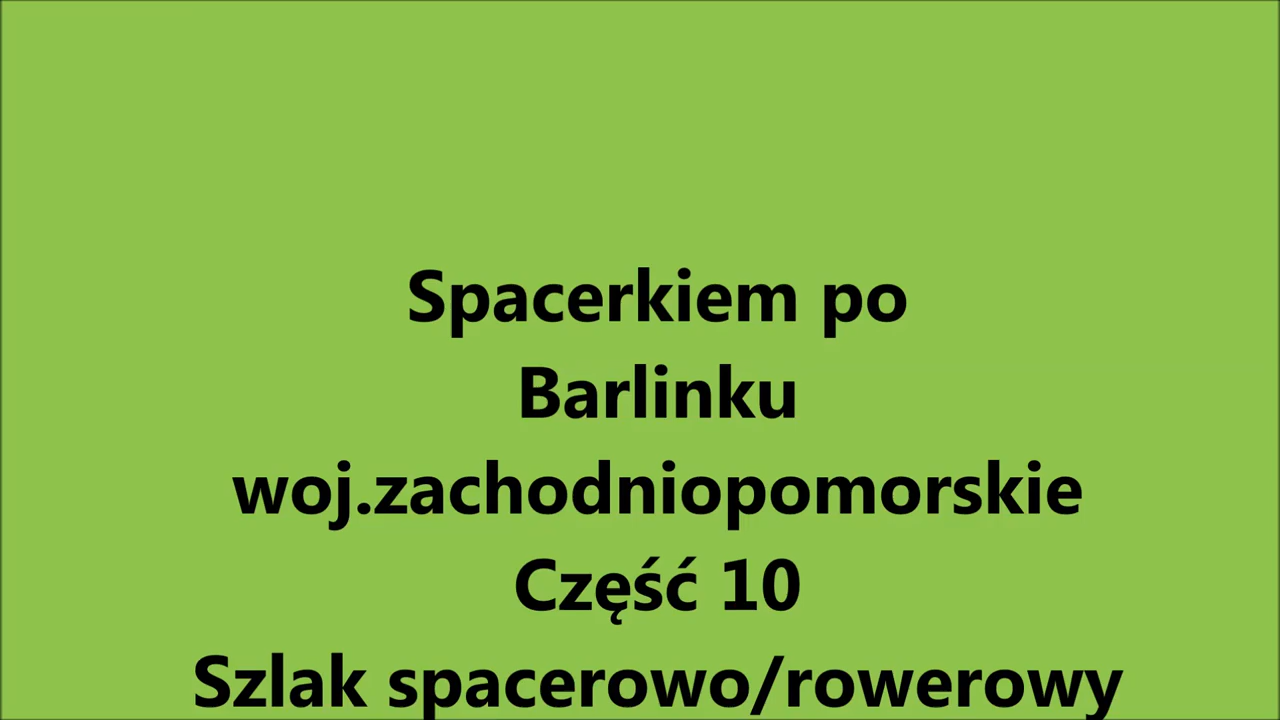 Spacerkiem po
Barlinku
woj.zachodniopomorskie
Część 10
Szlak spacerowo/rowerowy